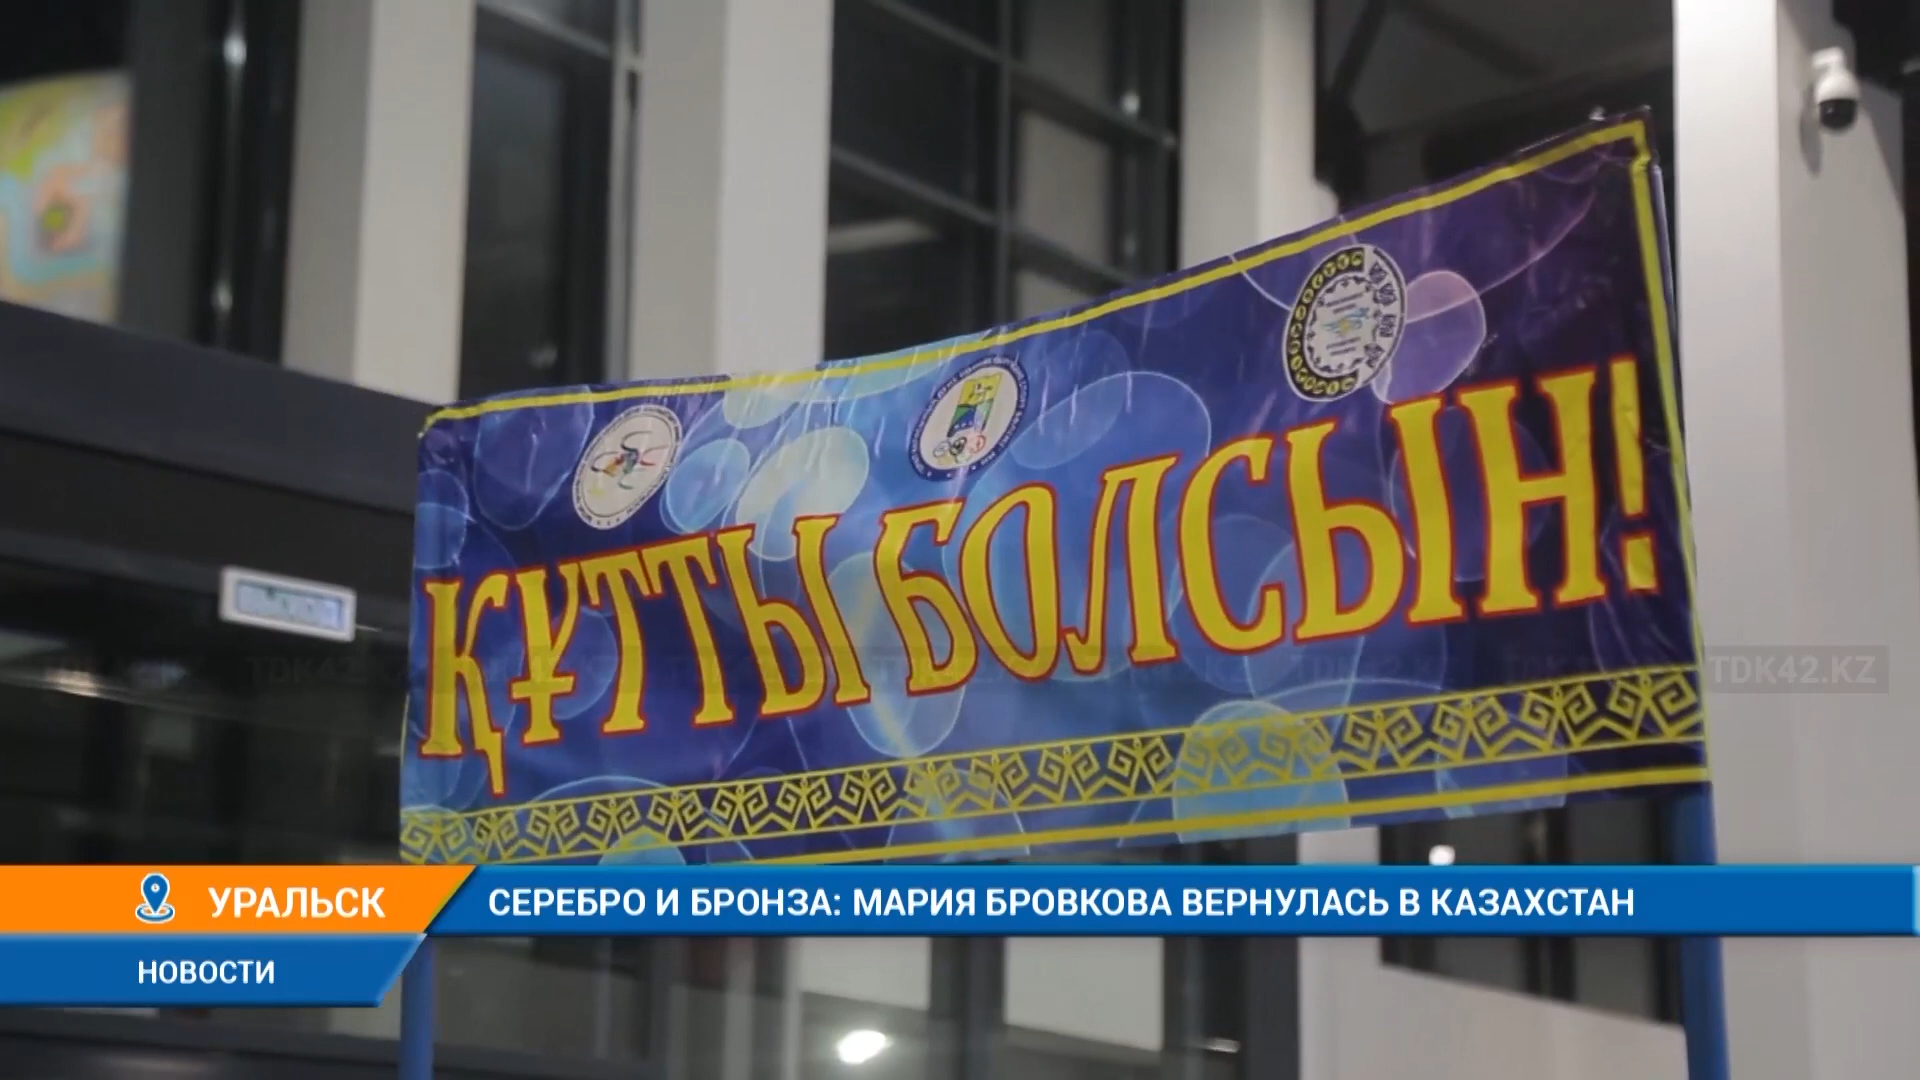 ҚҰТТЫ БОЛСЫН!
TDK42.KZ
УРАЛЬСК
СЕРЕБРО И БРОНЗА: МАРИЯ БРОВКОВА ВЕРНУЛАСЬ В КАЗАХСТАН
НОВОСТИ